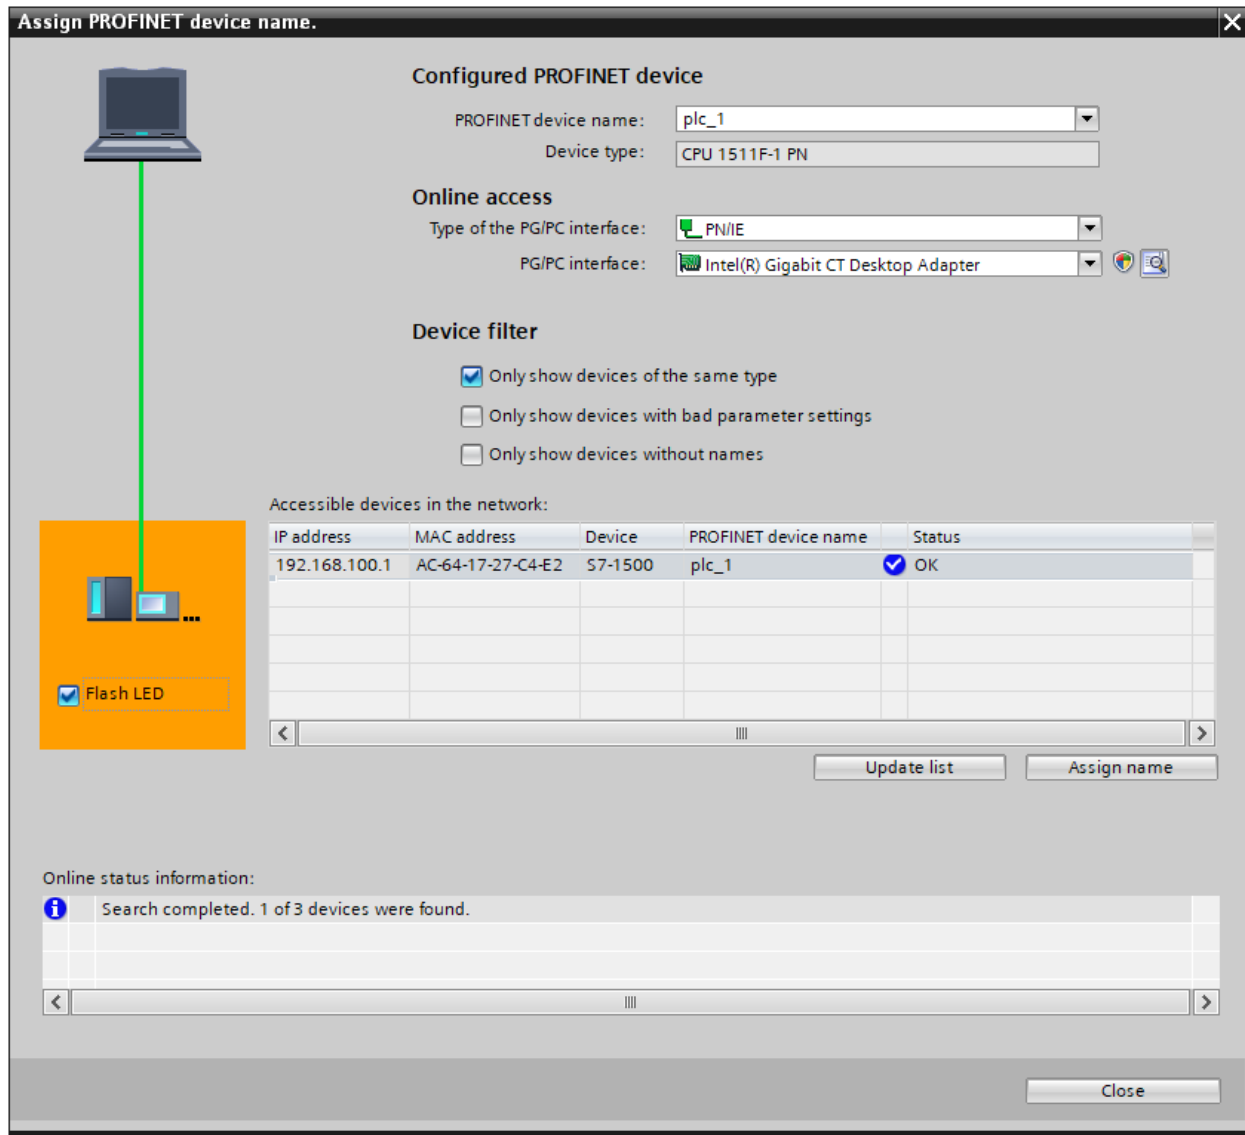 Assign PROFINET device name.
Configured PROFINET device
PROFINET device name: plc_1
Device type: CPU 1511F-1 PN
Online access
Type of the PG/PC interface: PN/IE
PG/PC interface: Intel(R) Gigabit CT Desktop Adapter
Device filter
Only show devices of the same type
Only show devices with bad parameter settings
Only show devices without names
Accessible devices in the network:
IP address MAC address Device PROFINET device name Status
192.168.100.1 AC-64-17-27-C4-E2 S7-1500 plc_1 OK
Flash LED
Update list Assign name
Online status information:
Search completed. 1 of 3 devices were found.
Close